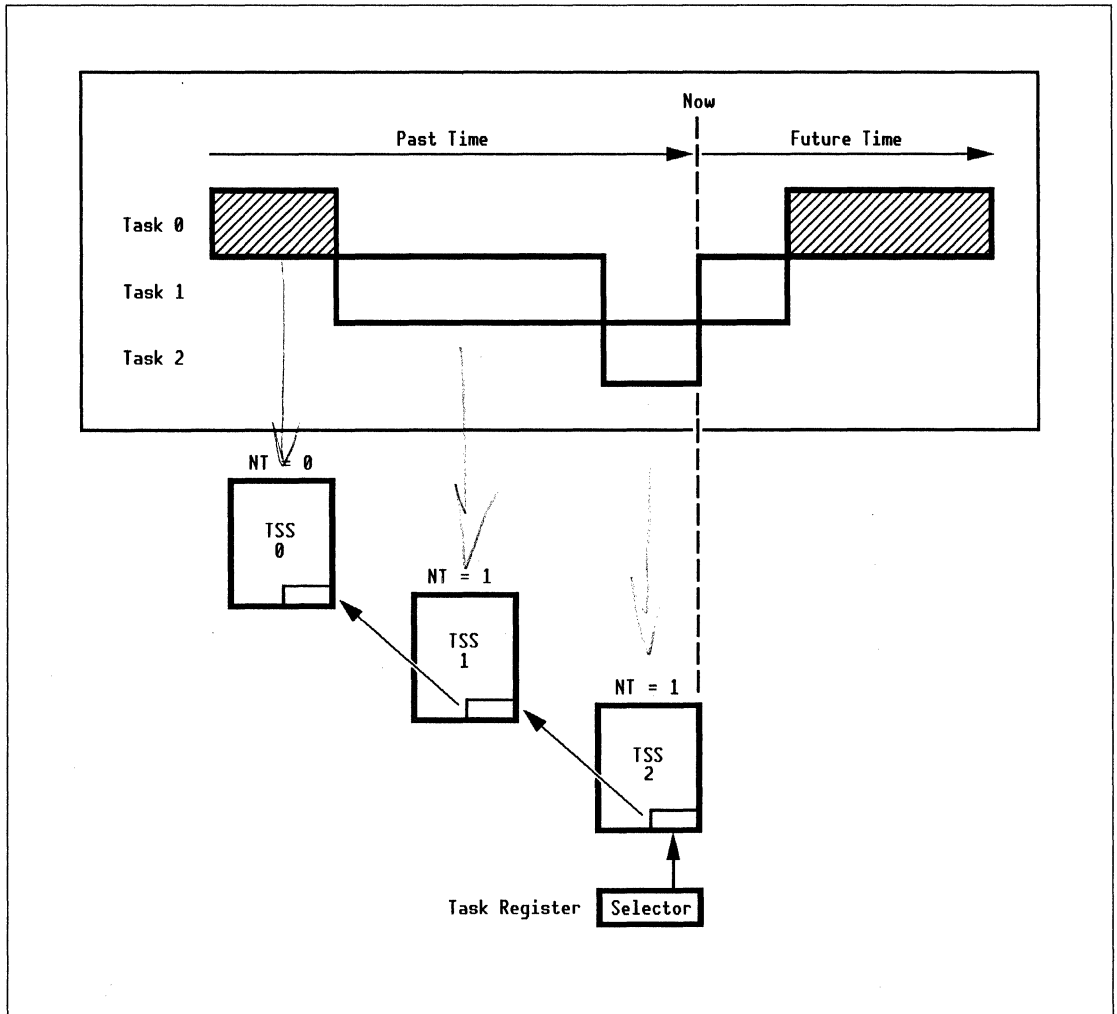 Now
Past Time
Future Time
Task 0
Task 1
Task 2
NT = 0
TSS
0
NT = 1
TSS
1
NT = 1
TSS
2
Task Register
Selector